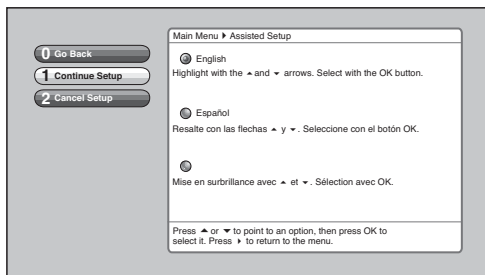 Main Menu ▶ Assisted Setup
0 Go Back
1 Continue Setup
2 Cancel Setup
English
Highlight with the ▲ and ▼ arrows. Select with the OK button.
Español
Resalte con las flechas ▲ y ▼. Seleccione con el botón OK.
Mise en surbrillance avec ▲ et ▼. Sélection avec OK.
Press ▲ or ▼ to point to an option, then press OK to
select it. Press ▶ to return to the menu.